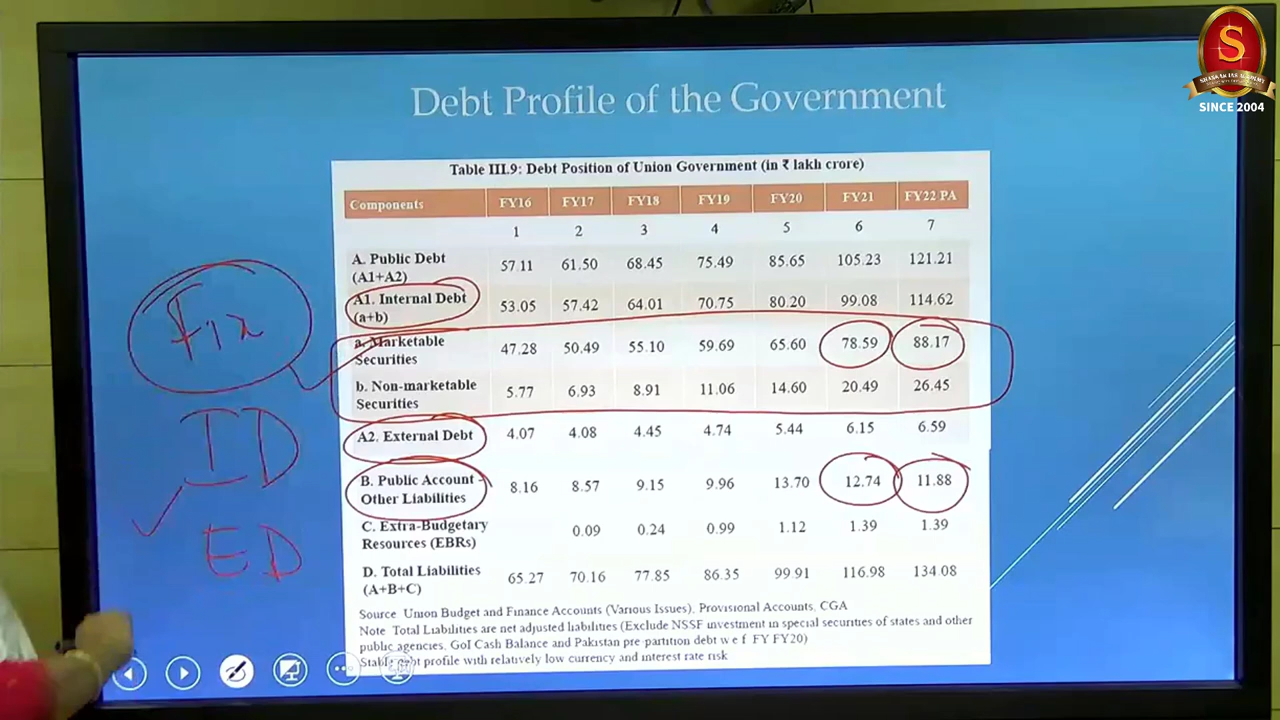 S
SHANKAR IAS ACADEMY
SINCE 2004
Debt Profile of the Government
Table III.9: Debt Position of Union Government (in ₹ lakh crore)
Components FY16 FY17 FY18 FY19 FY20 FY21 FY22 PA
1 2 3 4 5 6 7
A. Public Debt (A1+A2) 57.11 61.50 68.45 75.49 85.65 105.23 121.21
A1. Internal Debt (a+b) 53.05 57.42 64.01 70.75 80.20 99.08 114.62
a. Marketable Securities 47.28 50.49 55.10 59.69 65.60 78.59 88.17
b. Non-marketable Securities 5.77 6.93 8.91 11.06 14.60 20.49 26.45
A2. External Debt 4.07 4.08 4.45 4.74 5.44 6.15 6.59
B. Public Account - Other Liabilities 8.16 8.57 9.15 9.96 13.70 12.74 11.88
C. Extra-Budgetary Resources (EBRs) 0.09 0.24 0.99 1.12 1.39 1.39
D. Total Liabilities (A+B+C) 65.27 70.16 77.85 86.35 99.91 116.98 134.08
Source Union Budget and Finance Accounts (Various Issues), Provisional Accounts, CGA
Note Total Liabilities are net adjusted liabilities (Exclude NSSF investment in special securities of states and other
public agencies, GoI Cash Balance and Pakistan pre-partition debt w e f FY FY20)
Stable debt profile with relatively low currency and interest rate risk
Fix
ID
ED